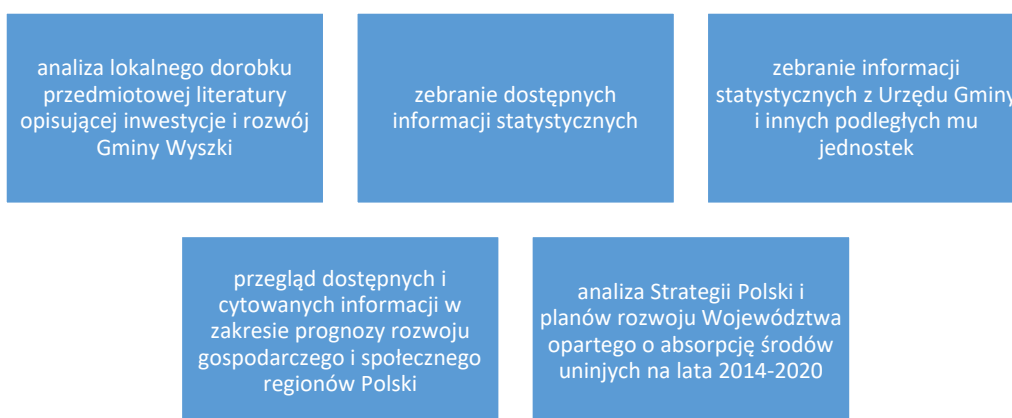 analiza lokalnego dorobku
przedmiotowej literatury
opisującej inwestycje i rozwój
Gminy Wyszki
zebranie dostępnych
informacji statystycznych
zebranie informacji
statystycznych z Urzędu Gminy
i innych podległych mu
jednostek
przegląd dostępnych i
cytowanych informacji w
zakresie prognozy rozwoju
gospodarczego i społecznego
regionów Polski
analiza Strategii Polski i
planów rozwoju Województwa
opartego o absorpcję środów
uninjych na lata 2014-2020